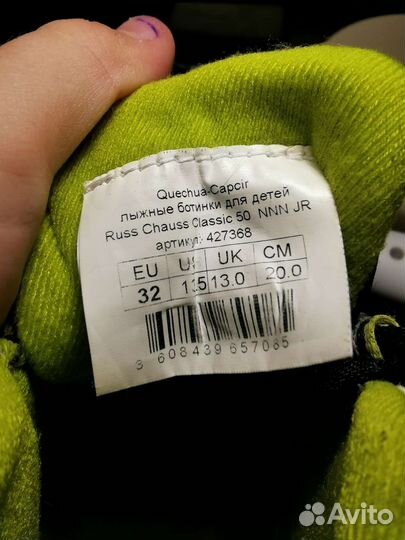 Quechua-Capcir
лыжные ботинки для детей
Russ Chauss Classic 50 NNN JR
артикул: 427368
EU UK CM
32 13.0 20.0
3 608439 657085
Avito